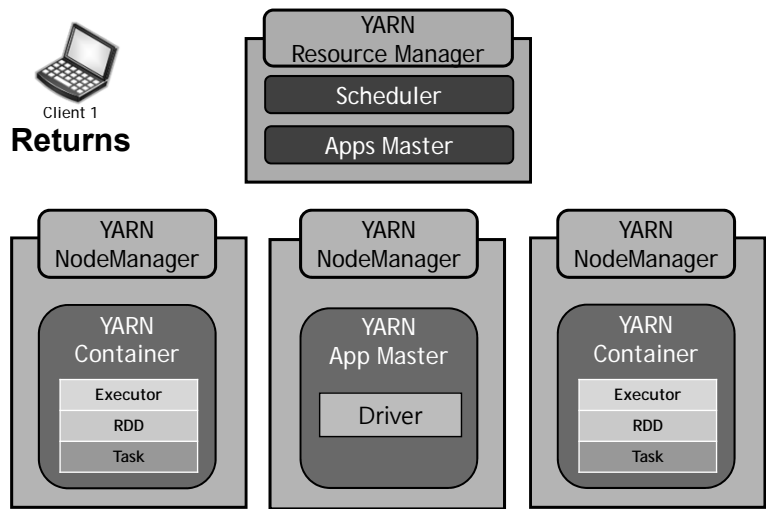 Client 1
Returns
YARN
Resource Manager
Scheduler
Apps Master
YARN
NodeManager
YARN
Container
Executor
RDD
Task
YARN
NodeManager
YARN
App Master
Driver
YARN
NodeManager
YARN
Container
Executor
RDD
Task